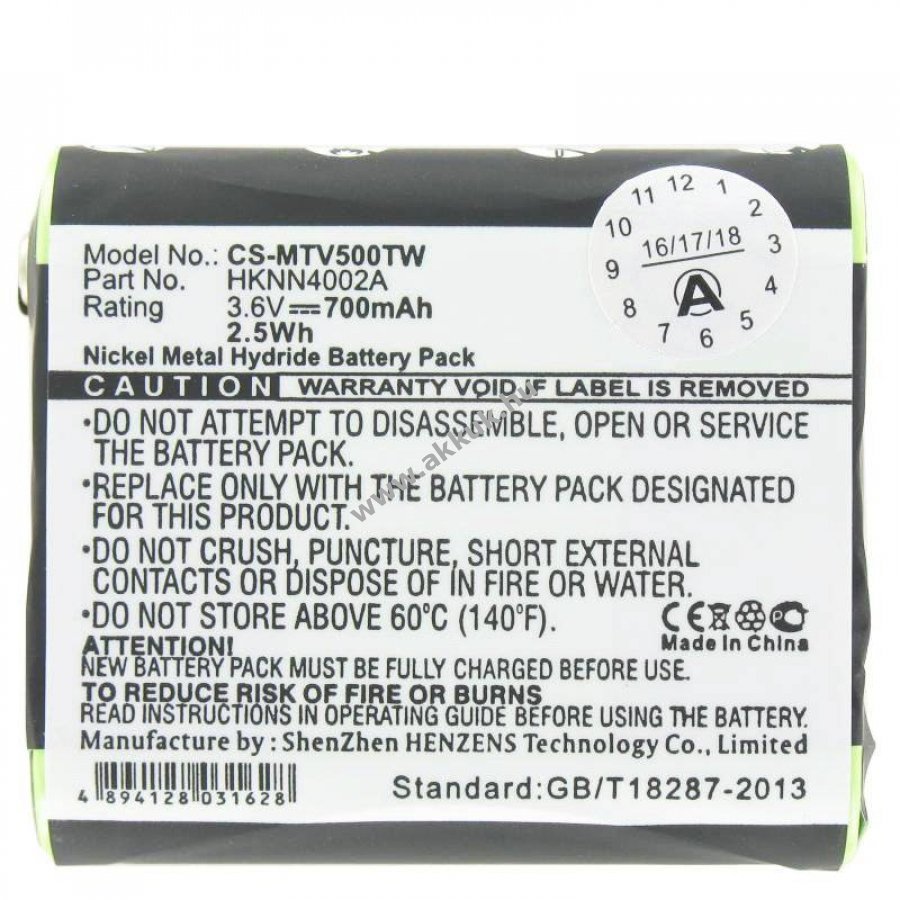 Model No.: CS-MTV500TW
Part No. HKNN4002A
Rating 3.6V 700mAh
2.5Wh
Nickel Metal Hydride Battery Pack
11 12 1
10 2
16/17/18
9 3
A
8 4
7 6 5
CAUTION WARRANTY VOID IF LABEL IS REMOVED
•DO NOT ATTEMPT TO DISASSEMBLE, OPEN OR SERVICE
THE BATTERY PACK.
•REPLACE ONLY WITH THE BATTERY PACK DESIGNATED
FOR THIS PRODUCT.
•DO NOT CRUSH, PUNCTURE, SHORT EXTERNAL
CONTACTS OR DISPOSE OF IN FIRE OR WATER.
•DO NOT STORE ABOVE 60°C (140°F).
CE
Made in China
ATTENTION!
NEW BATTERY PACK MUST BE FULLY CHARGED BEFORE USE.
TO REDUCE RISK OF FIRE OR BURNS
READ INSTRUCTIONS IN OPERATING GUIDE BEFORE USING THE BATTERY.
Manufacture by : ShenZhen HENZENS Technology Co., Limited
4 894128 031628
Standard:GB/T18287-2013
www.akkuk.hu